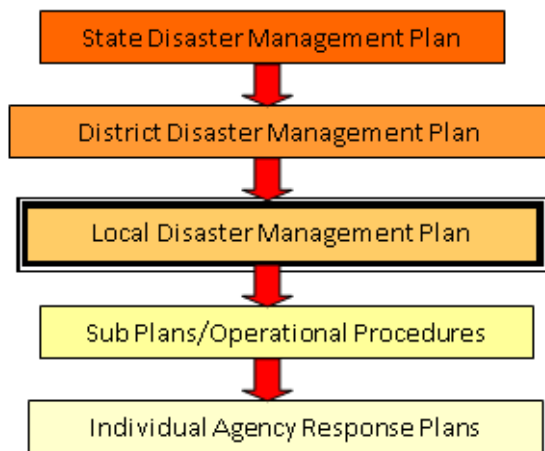 State Disaster Management Plan
District Disaster Management Plan
Local Disaster Management Plan
Sub Plans/Operational Procedures
Individual Agency Response Plans